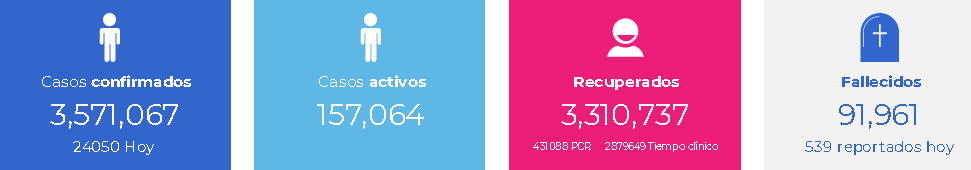 Casos confirmados
3,571,067
24050 Hoy
Casos activos
157,064
Recuperados
3,310,737
431088 PCR 2879649 Tiempo clínico
Fallecidos
91,961
539 reportados hoy